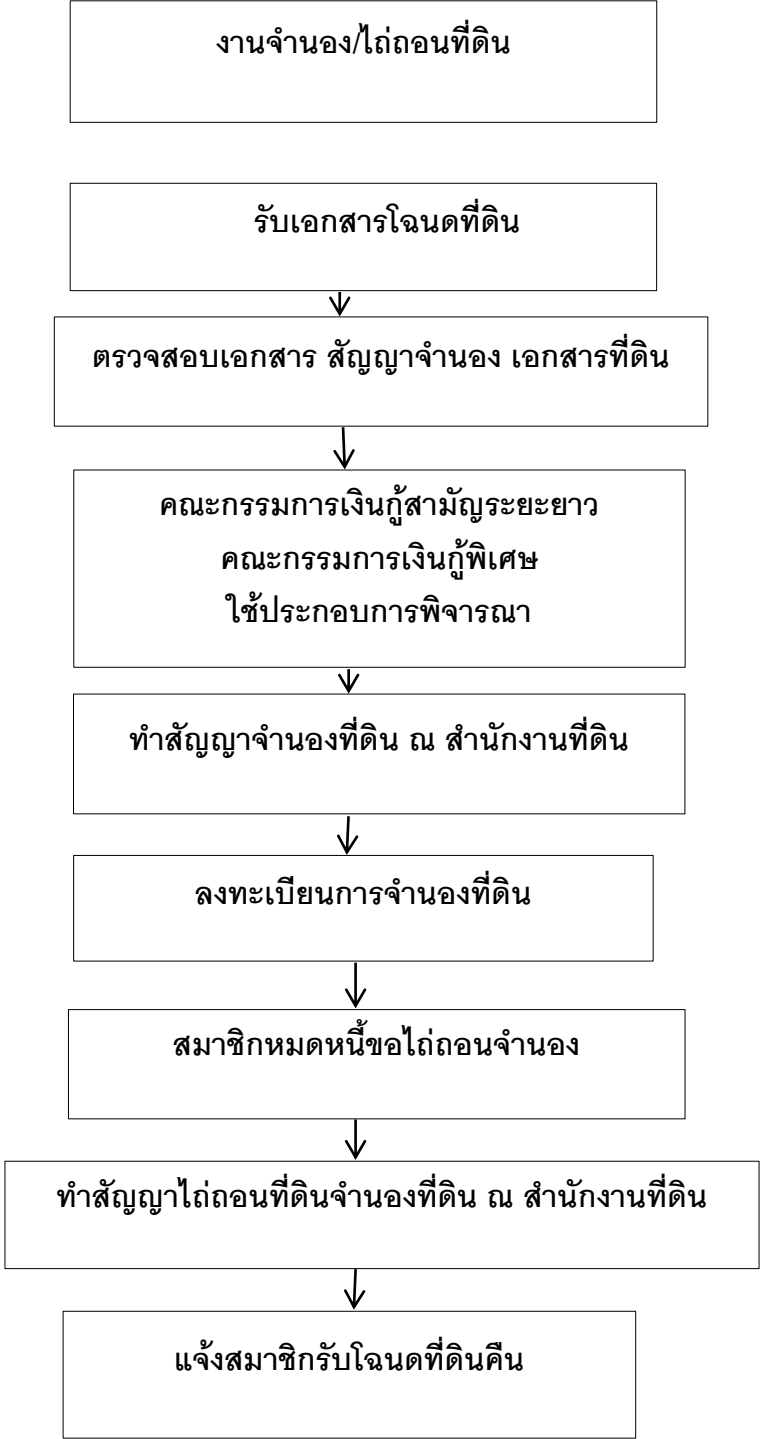 งานจำนอง/ไถ่ถอนที่ดิน
รับเอกสารโฉนดที่ดิน
ตรวจสอบเอกสาร สัญญาจำนอง เอกสารที่ดิน
คณะกรรมการเงินกู้สามัญระยะยาว
คณะกรรมการเงินกู้พิเศษ
ใช้ประกอบการพิจารณา
ทำสัญญาจำนองที่ดิน ณ สำนักงานที่ดิน
ลงทะเบียนการจำนองที่ดิน
สมาชิกหมดหนี้ขอไถ่ถอนจำนอง
ทำสัญญาไถ่ถอนที่ดินจำนองที่ดิน ณ สำนักงานที่ดิน
แจ้งสมาชิกรับโฉนดที่ดินคืน